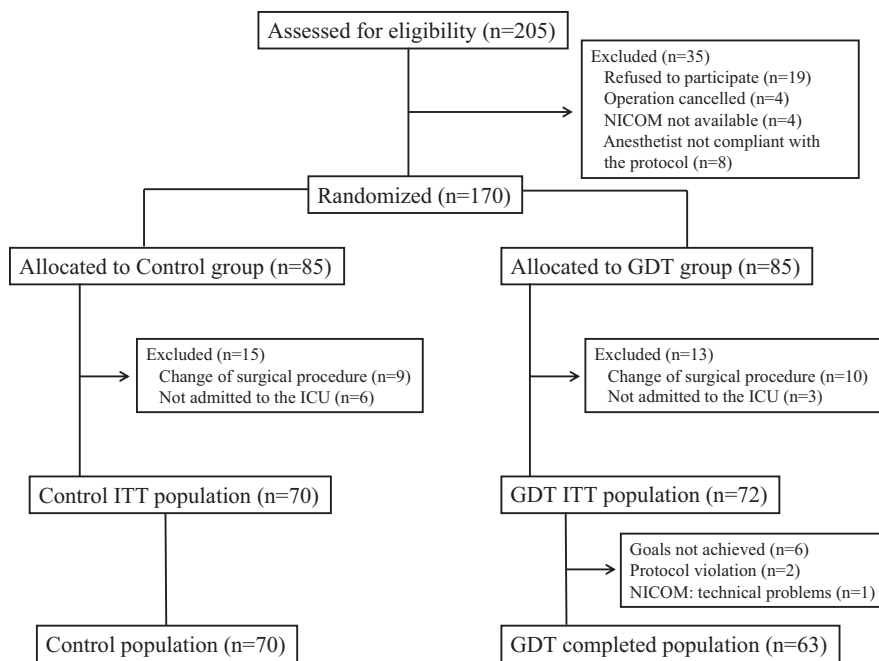 Assessed for eligibility (n=205)
Excluded (n=35)
Refused to participate (n=19)
Operation cancelled (n=4)
NICOM not available (n=4)
Anesthetist not compliant with
the protocol (n=8)
Randomized (n=170)
Allocated to Control group (n=85)
Allocated to GDT group (n=85)
Excluded (n=15)
Change of surgical procedure (n=9)
Not admitted to the ICU (n=6)
Excluded (n=13)
Change of surgical procedure (n=10)
Not admitted to the ICU (n=3)
Control ITT population (n=70)
GDT ITT population (n=72)
Goals not achieved (n=6)
Protocol violation (n=2)
NICOM: technical problems (n=1)
Control population (n=70)
GDT completed population (n=63)